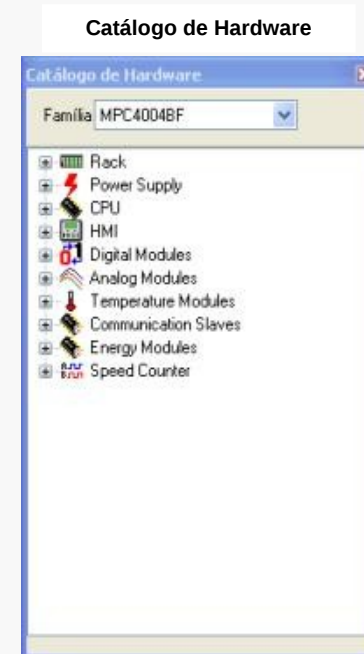 Catálogo de Hardware
Catálogo de Hardware
Família MPC4004BF
Rack
Power Supply
CPU
HMI
Digital Modules
Analog Modules
Temperature Modules
Communication Slaves
Energy Modules
Speed Counter